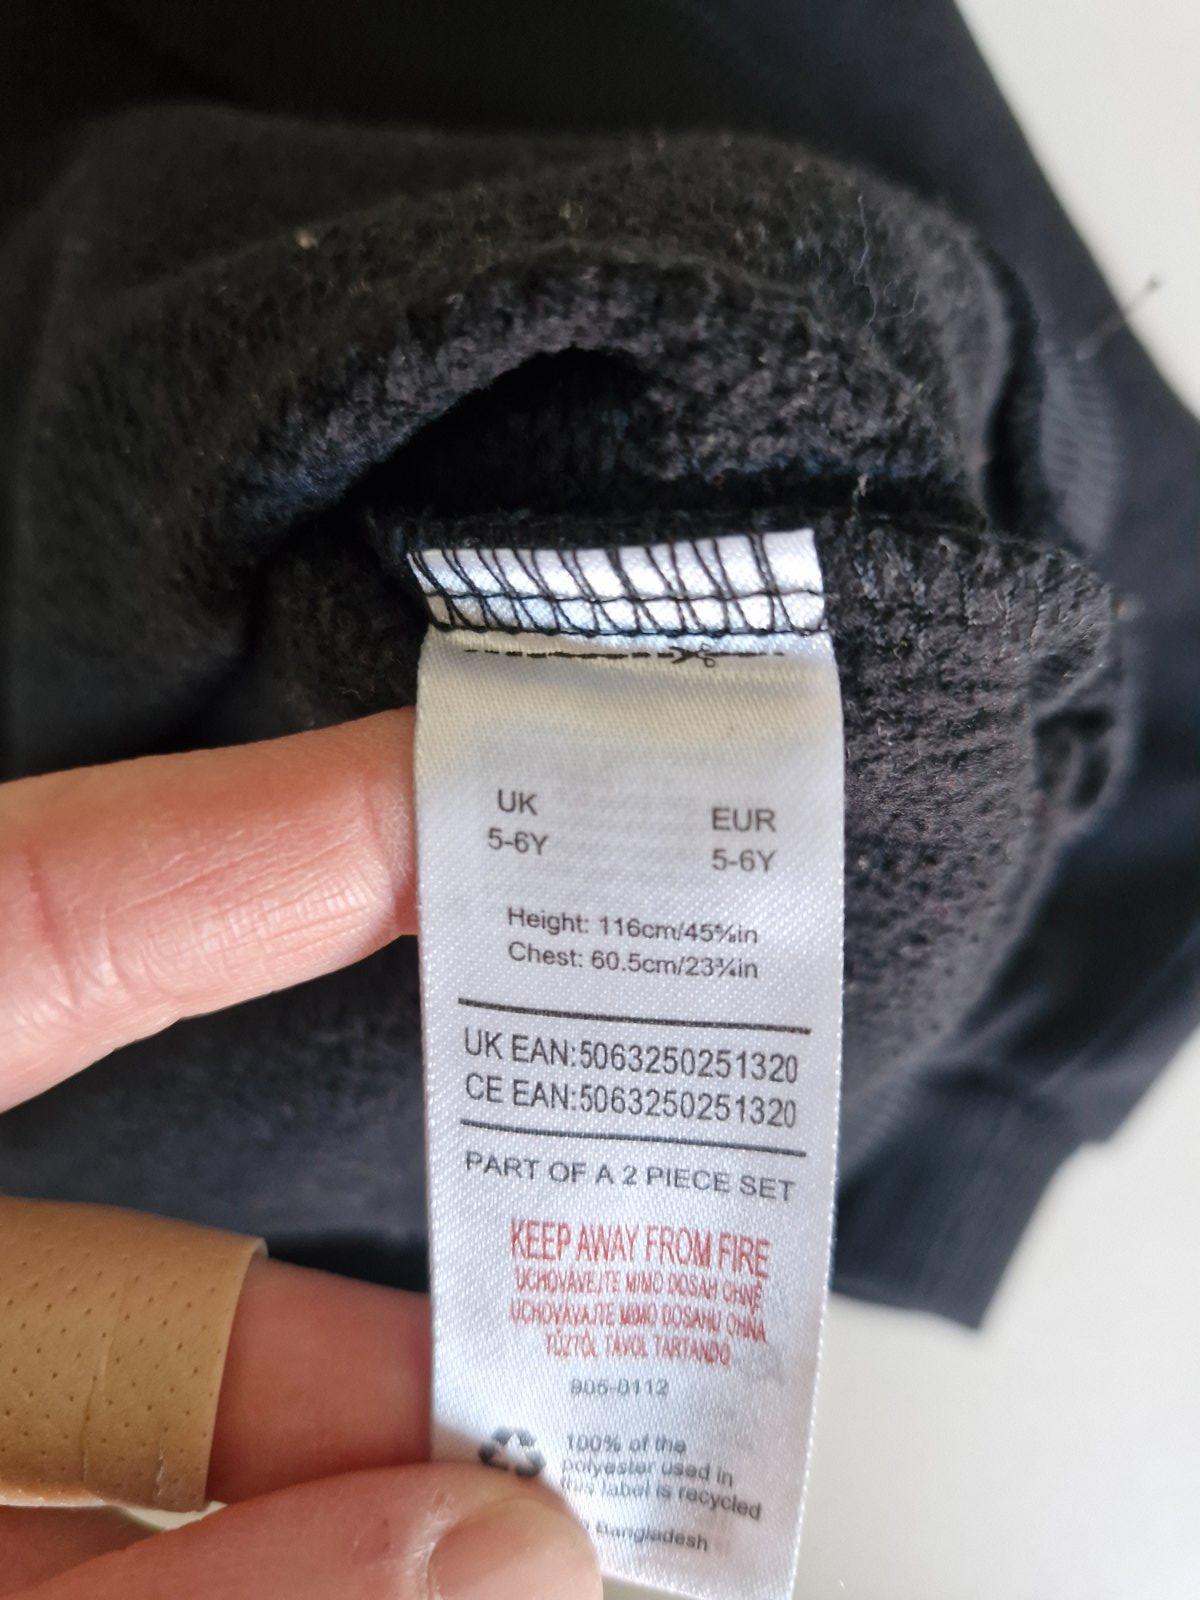 UK EUR
5-6Y 5-6Y
Height: 116cm/45⅝in
Chest: 60.5cm/23¾in
UK EAN:5063250251320
CE EAN:5063250251320
PART OF A 2 PIECE SET
KEEP AWAY FROM FIRE
UCHOVÁVEJTE MIMO DOSAH OHNĚ
UCHOVÁVAJTE MIMO DOSAHU OHŇA
TŰZTŐL TÁVOL TARTANDÓ
905-0112
100% of the
polyester used in
this label is recycled
Bangladesh